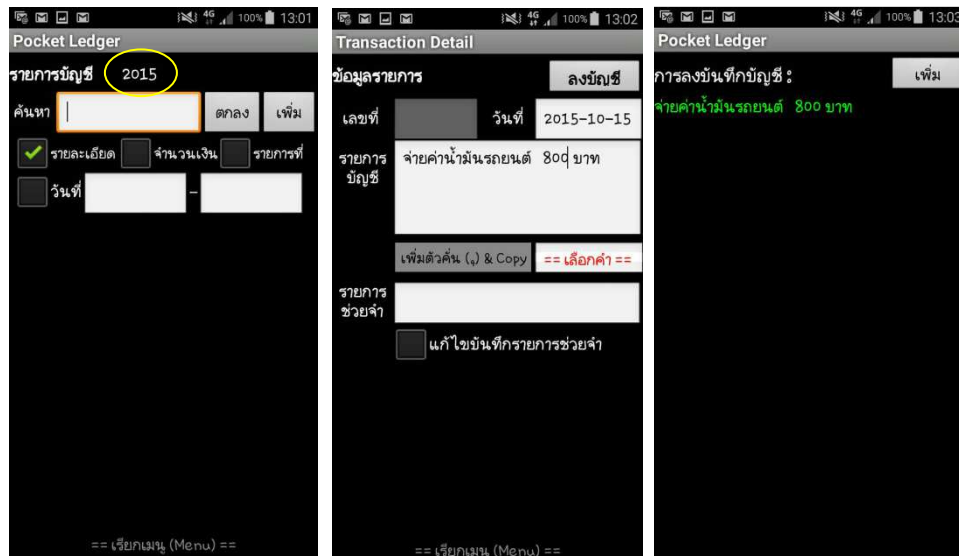 4G 100% 13:01
Pocket Ledger
รายการบัญชี 2015
ค้นหา ตกลง เพิ่ม
รายละเอียด จำนวนเงิน รายการที่
วันที่ –
== เรียกเมนู (Menu) ==
4G 100% 13:02
Transaction Detail
ข้อมูลรายการ ลงบัญชี
เลขที่ วันที่ 2015-10-15
รายการ
บัญชี
จ่ายค่าน้ำมันรถยนต์ 800 บาท
เพิ่มตัวคั่น (,) & Copy == เลือกคำ ==
รายการ
ช่วยจำ
แก้ไขบันทึกรายการช่วยจำ
== เรียกเมนู (Menu) ==
4G 100% 13:03
Pocket Ledger
การลงบันทึกบัญชี : เพิ่ม
จ่ายค่าน้ำมันรถยนต์ 800 บาท